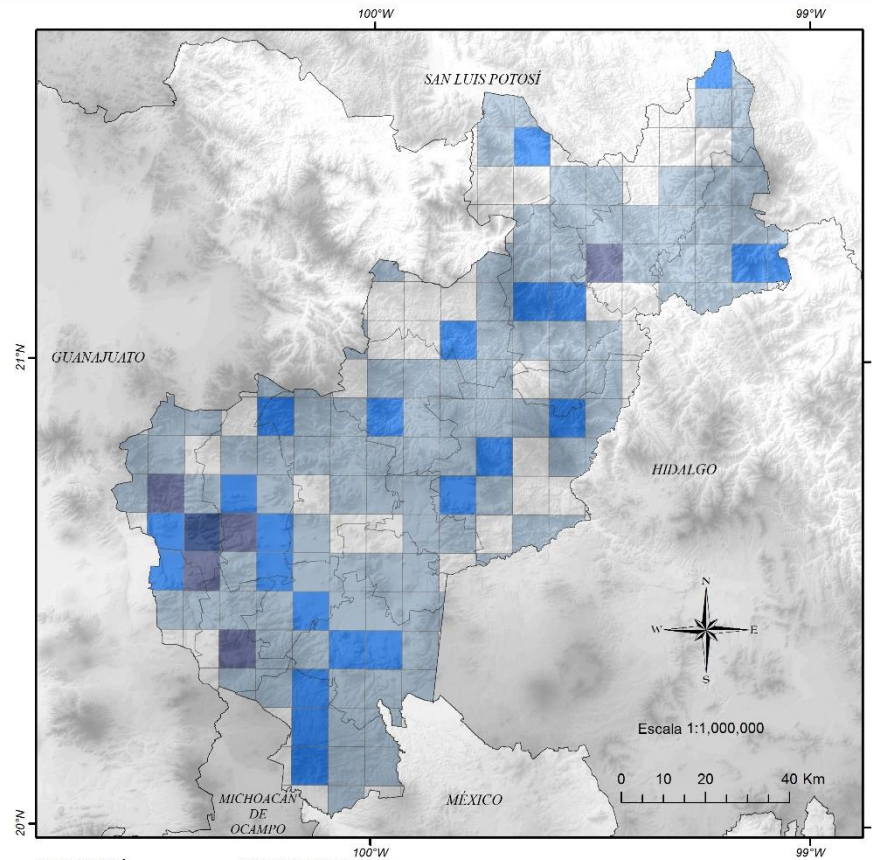 100°W
99°W
SAN LUIS POTOSÍ
21°N
GUANAJUATO
HIDALGO
N
W
E
S
Escala 1:1,000,000
0 10 20 40 Km
MICHOACÁN
DE
OCAMPO
MÉXICO
20°N
100°W
99°W